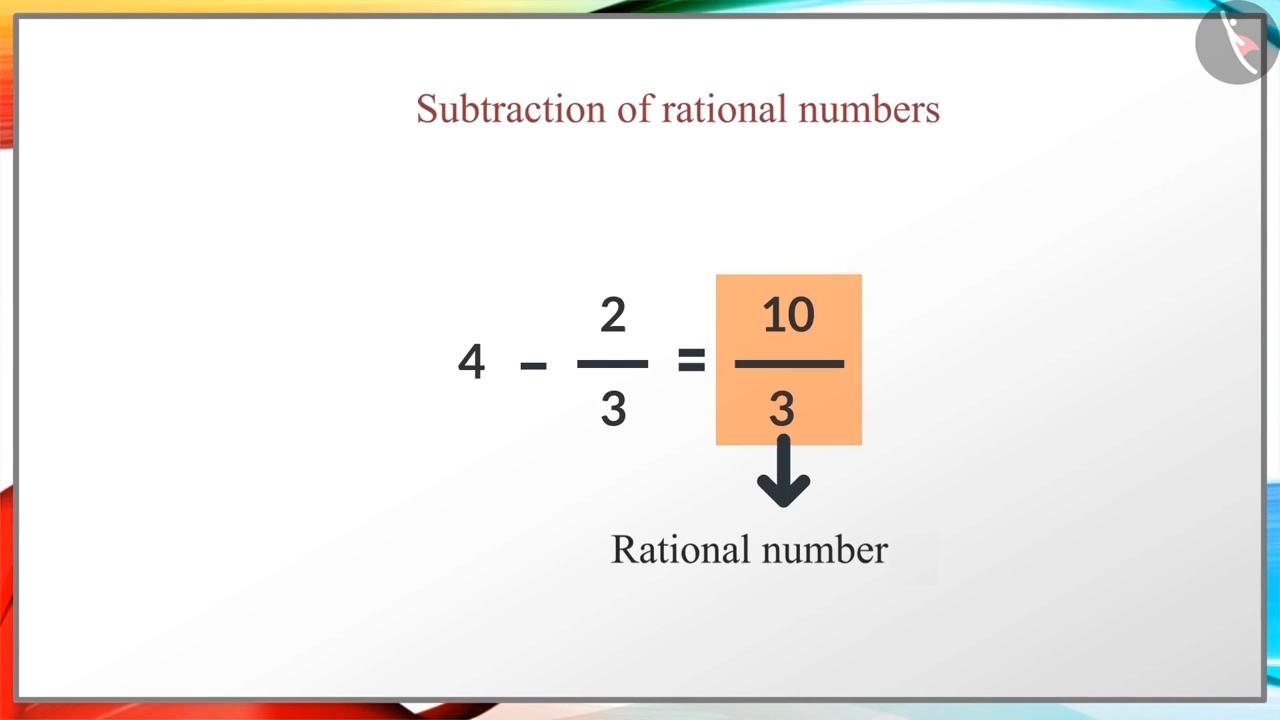 Subtraction of rational numbers
4 - 2/3 = 10/3
Rational number